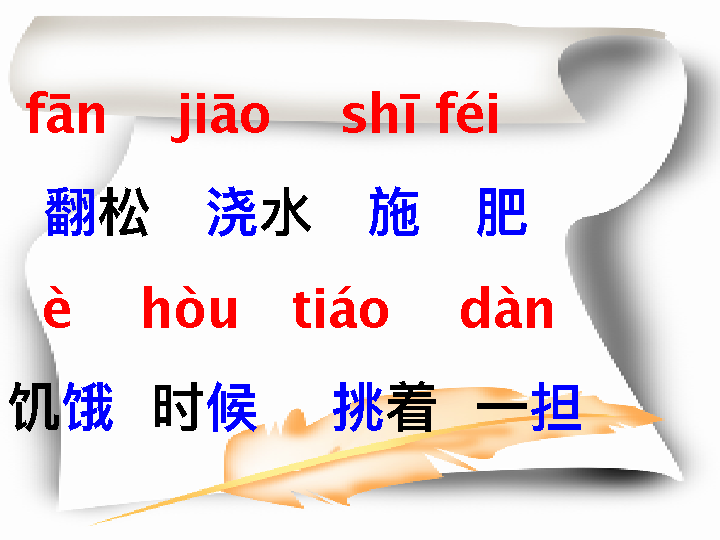 fān jiāo shī féi
翻松 浇水 施 肥
è hòu tiáo dàn
饥饿 时候 挑着 一担